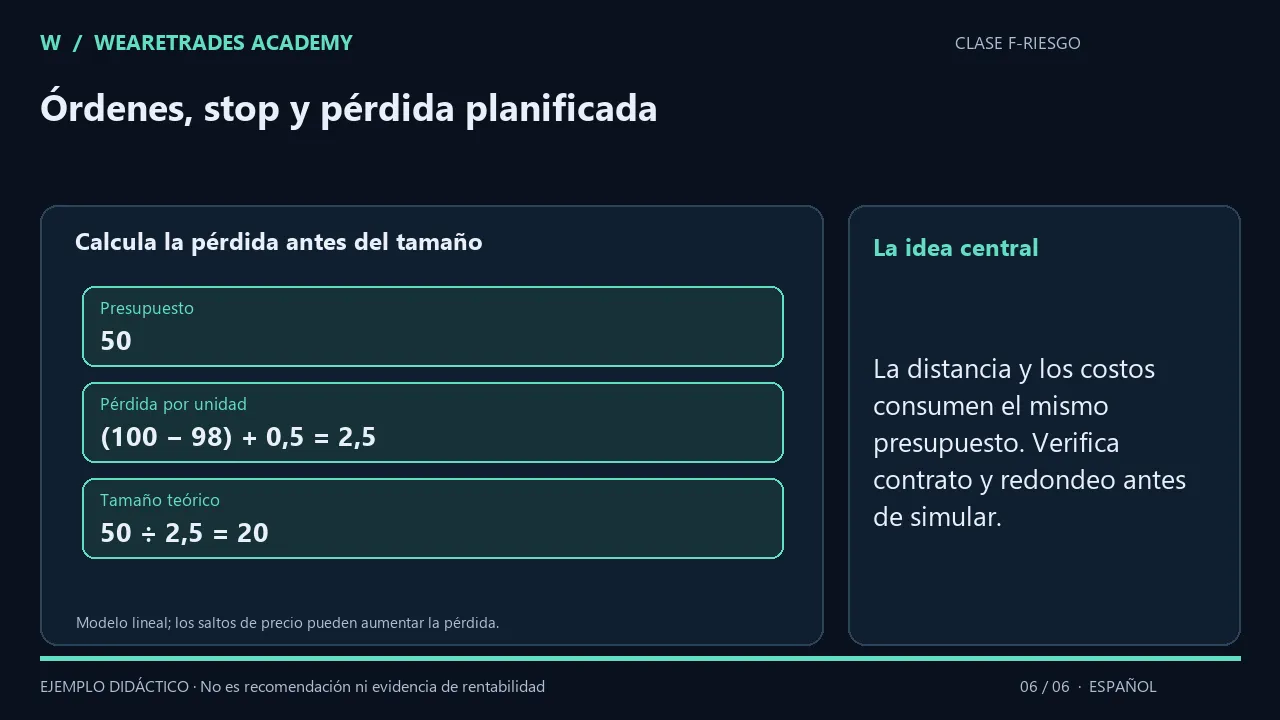 W / WEARETRADES ACADEMY
CLASE F-RIESGO
Órdenes, stop y pérdida planificada
Calcula la pérdida antes del tamaño
Presupuesto
50
Pérdida por unidad
(100 − 98) + 0,5 = 2,5
Tamaño teórico
50 ÷ 2,5 = 20
Modelo lineal; los saltos de precio pueden aumentar la pérdida.
La idea central
La distancia y los costos
consumen el mismo
presupuesto. Verifica
contrato y redondeo antes
de simular.
EJEMPLO DIDÁCTICO · No es recomendación ni evidencia de rentabilidad
06 / 06 · ESPAÑOL